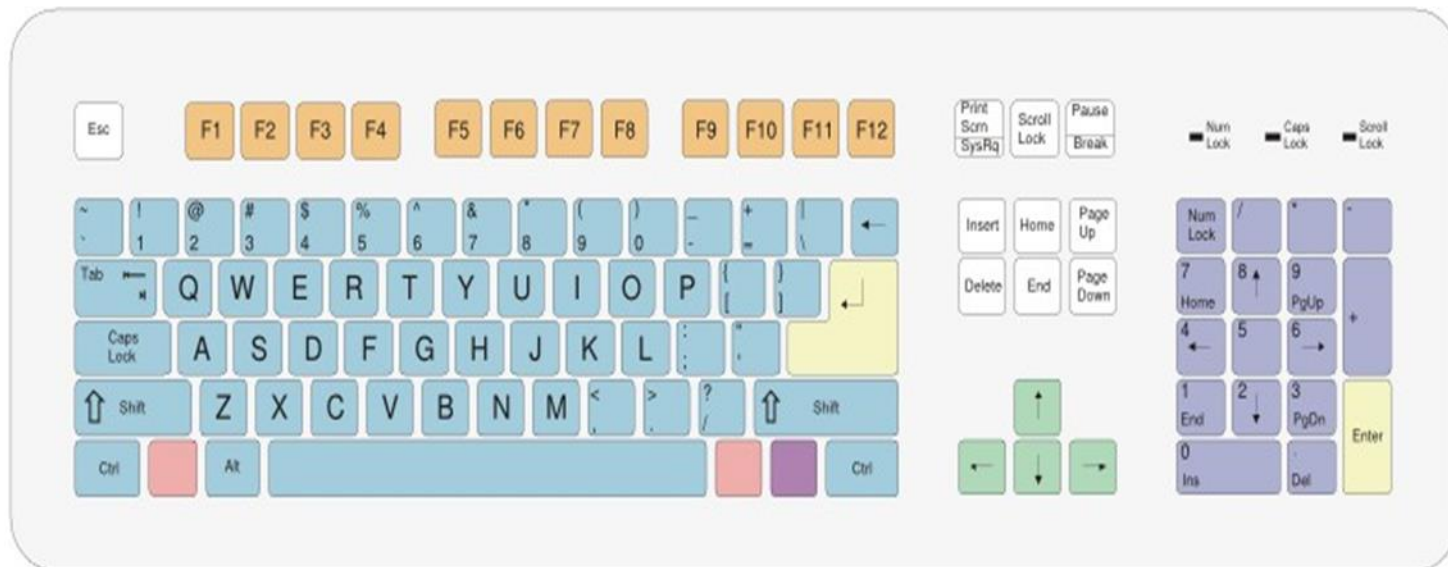 Esc F1 F2 F3 F4 F5 F6 F7 F8 F9 F10 F11 F12
Print
Scrn
SysRq
Scroll
Lock
Pause
Break
Num
Lock
Caps
Lock
Scroll
Lock
~ ! @ # $ % ^ & * ( ) _ + |
` 1 2 3 4 5 6 7 8 9 0 - = \ ←
Insert Home Page
Up
Num
Lock
/ * -
Tab Q W E R T Y U I O P { }
[ ]
Delete End Page
Down
7 8 ↑ 9 +
Home PgUp
Caps
Lock
A S D F G H J K L : "
; '
4 5 6
← →
⇧ Shift Z X C V B N M < > ? ⇧ Shift
, . /
↑
1 2 3
End ↓ PgDn Enter
Ctrl Alt Ctrl
← ↓ →
0 .
Ins Del